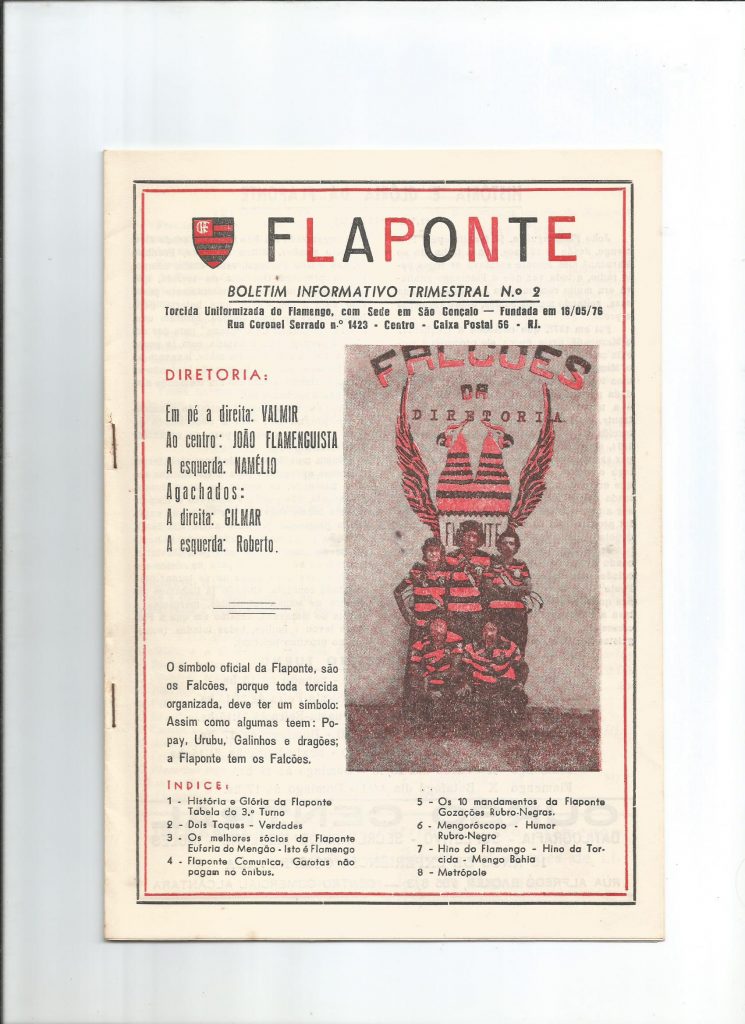 FLAPONTE
BOLETIM INFORMATIVO TRIMESTRAL N.º 2
Torcida Uniformizada do Flamengo, com Sede em São Gonçalo — Fundada em 16/05/76
Rua Coronel Serrado n.º 1423 - Centro - Caixa Postal 56 - RJ.
DIRETORIA:
Em pé a direita: VALMIR
Ao centro: JOÃO FLAMENGUISTA
A esquerda: NAMÉLIO
Agachados:
A direita: GILMAR
A esquerda: Roberto.
FALCÕES
DA
DIRETORIA
FLAPONTE
O símbolo oficial da Flaponte, são
os Falcões, porque toda torcida
organizada, deve ter um símbolo:
Assim como algumas teem: Po-
pay, Urubu, Galinhos e dragões;
a Flaponte tem os Falcões.
ÍNDICE:
1 - História e Glória da Flaponte
Tabela do 3.º Turno
2 - Dois Toques - Verdades
3 - Os melhores sócios da Flaponte
Euforia do Mengão - Isto é Flamengo
4 - Flaponte Comunica, Garotas não
pagam no ônibus.
5 - Os 10 mandamentos da Flaponte
Gozações Rubro-Negras.
6 - Mengoróscopo - Humor
Rubro-Negro
7 - Hino do Flamengo - Hino da Tor-
cida - Mengo Bahia
8 - Metrópole